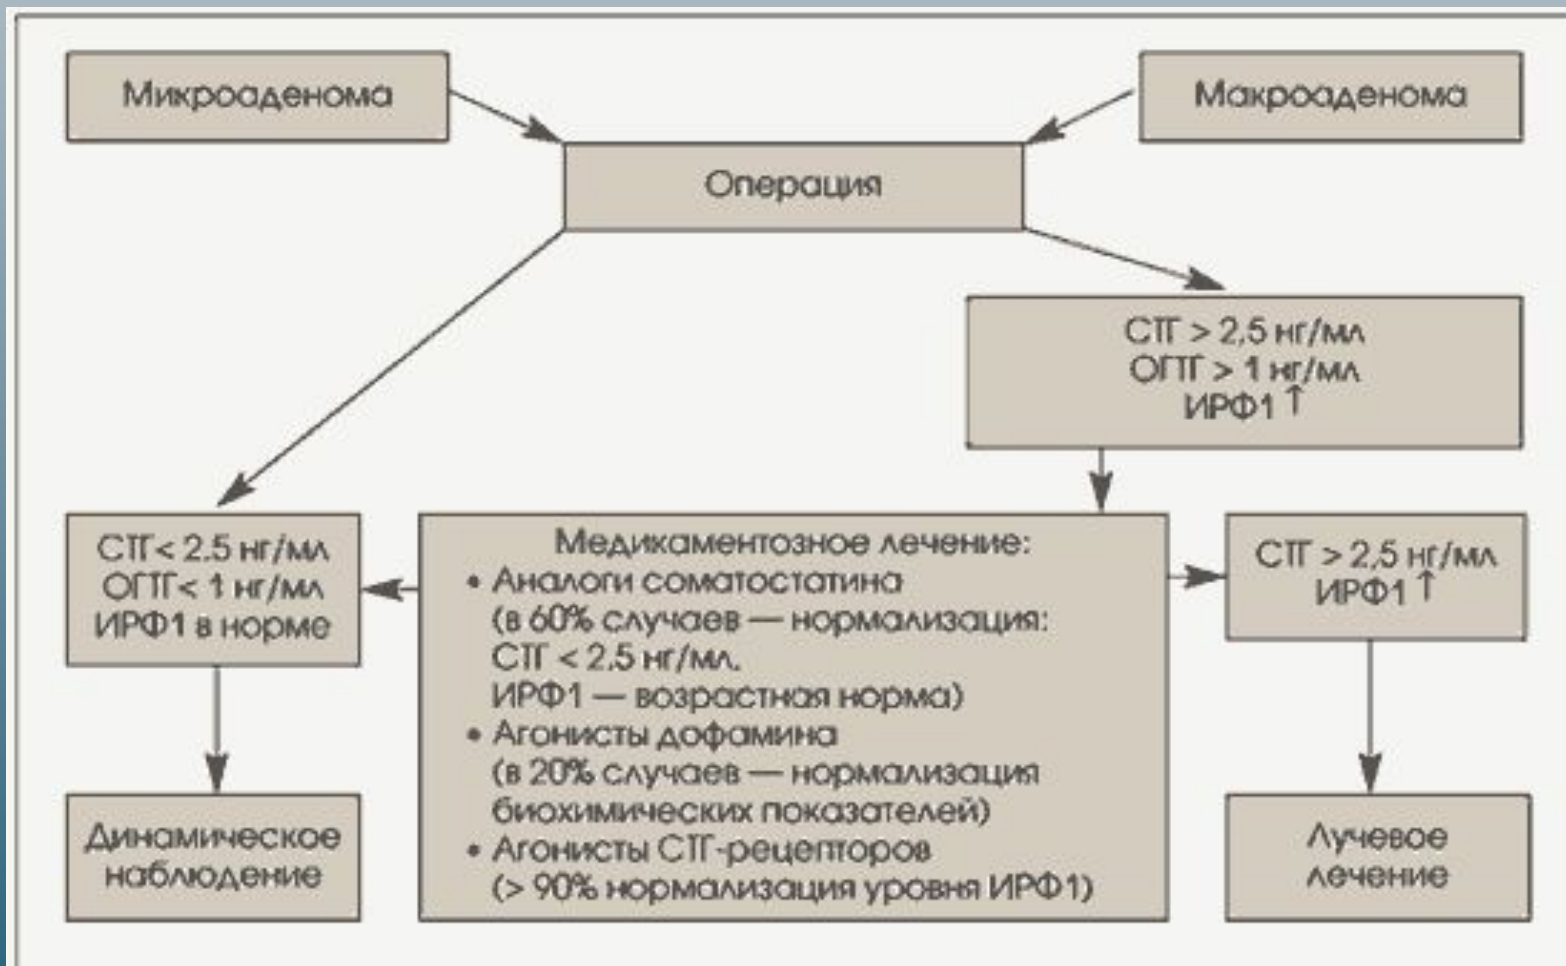 Микроаденома
Макроаденома
Операция
СТГ > 2,5 нг/мл
ОГТГ > 1 нг/мл
ИРФ1 ↑
СТГ< 2.5 нг/мл
ОГТГ< 1 нг/мл
ИРФ1 в норме
Медикаментозное лечение:
• Аналоги соматостатина
(в 60% случаев — нормализация:
СТГ < 2.5 нг/мл.
ИРФ1 — возрастная норма)
• Агонисты дофамина
(в 20% случаев — нормализация
биохимических показателей)
• Агонисты СТГ-рецепторов
(> 90% нормализация уровня ИРФ1)
СТГ > 2,5 нг/мл
ИРФ1 ↑
Динамическое
наблюдение
Лучевое
лечение